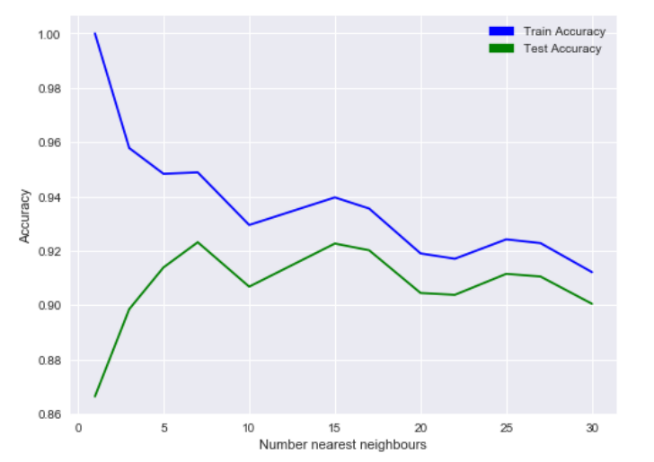 Train Accuracy
Test Accuracy
1.00
0.98
0.96
0.94
0.92
0.90
0.88
0.86
Accuracy
0 5 10 15 20 25 30
Number nearest neighbours